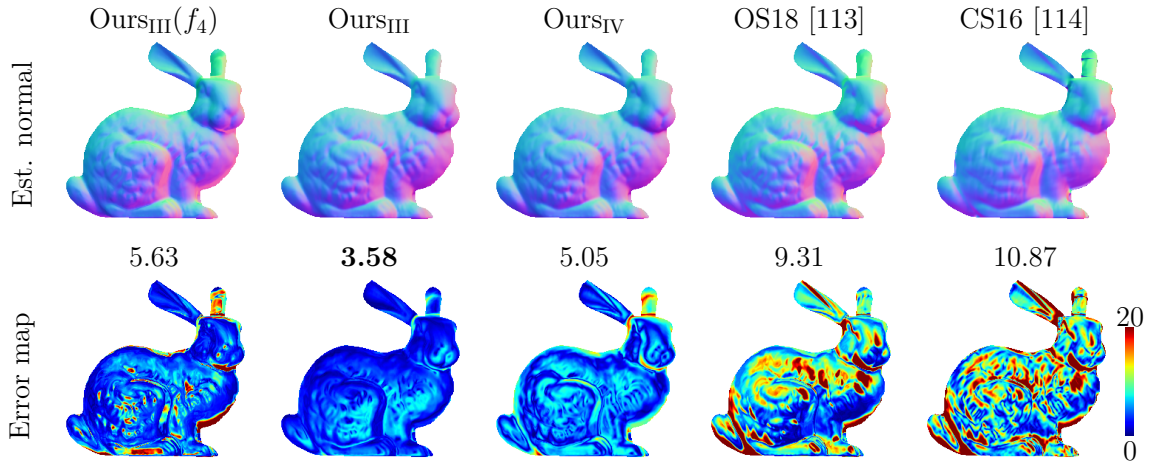 Ours_III(f_4) Ours_III Ours_IV OS18 [113] CS16 [114]
Est. normal
5.63 3.58 5.05 9.31 10.87
Error map
20
0